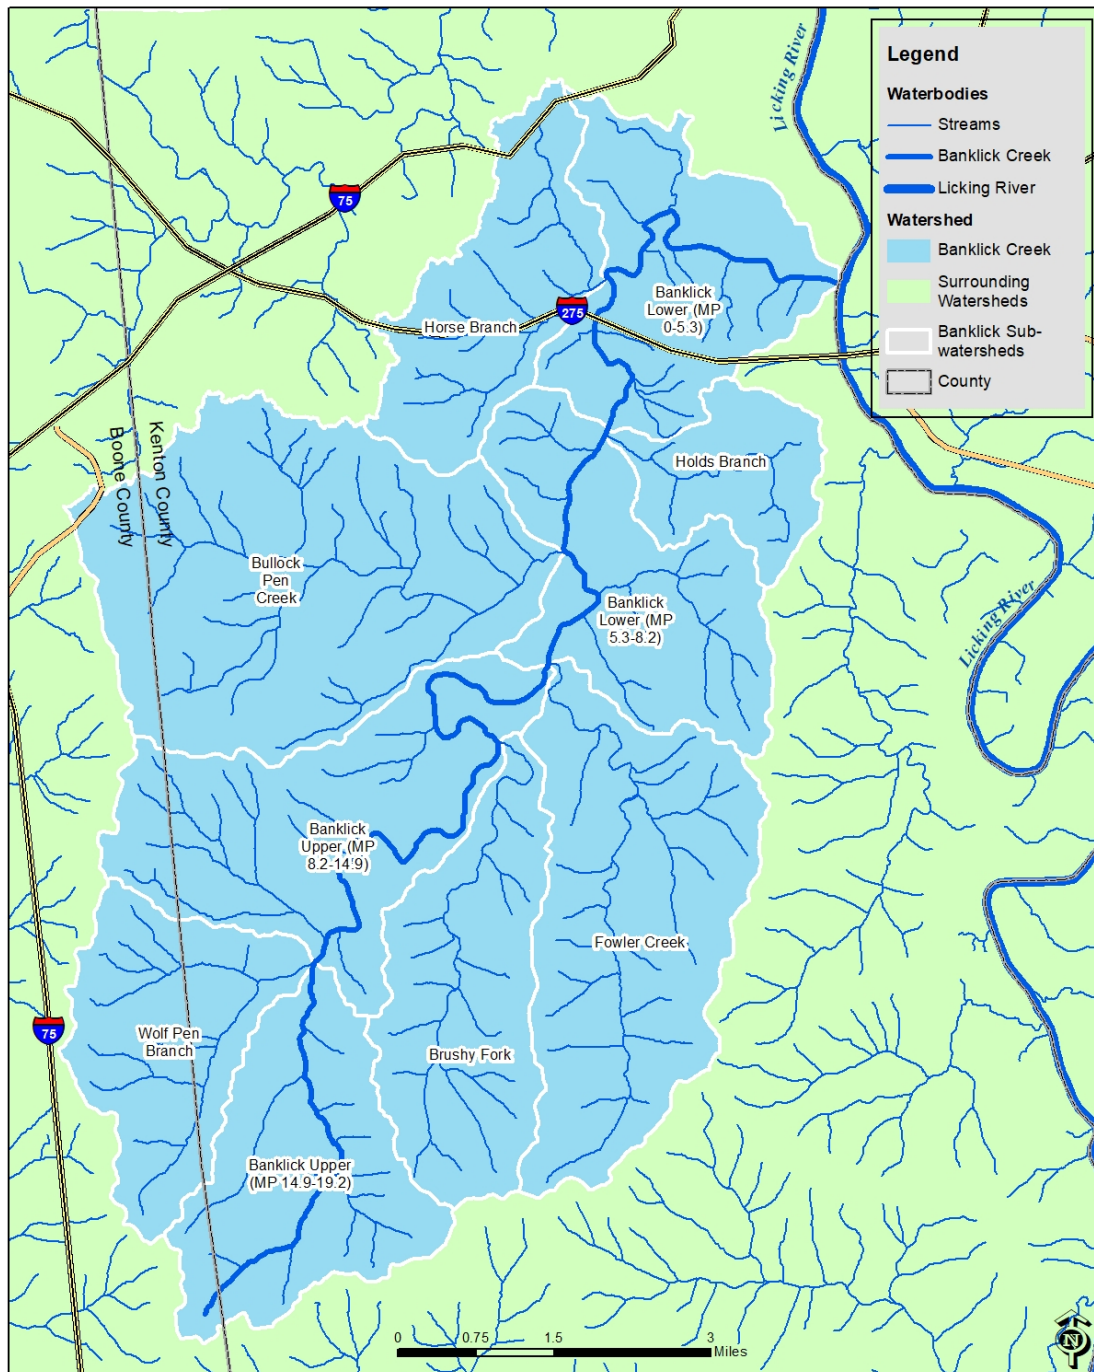 Legend
Waterbodies
Streams
Banklick Creek
Licking River
Watershed
Banklick Creek
Surrounding
Watersheds
Banklick Sub-
watersheds
County
Licking River
75
275
Banklick
Lower (MP
0-5.3)
Horse Branch
Holds Branch
Kenton County
Boone County
Bullock
Pen
Creek
Banklick
Lower (MP
5.3-8.2)
Licking River
Banklick
Upper (MP
8.2-14.9)
Fowler Creek
75
Wolf Pen
Branch
Brushy Fork
Banklick Upper
(MP 14.9-19.2)
0 0.75 1.5 3
Miles
N